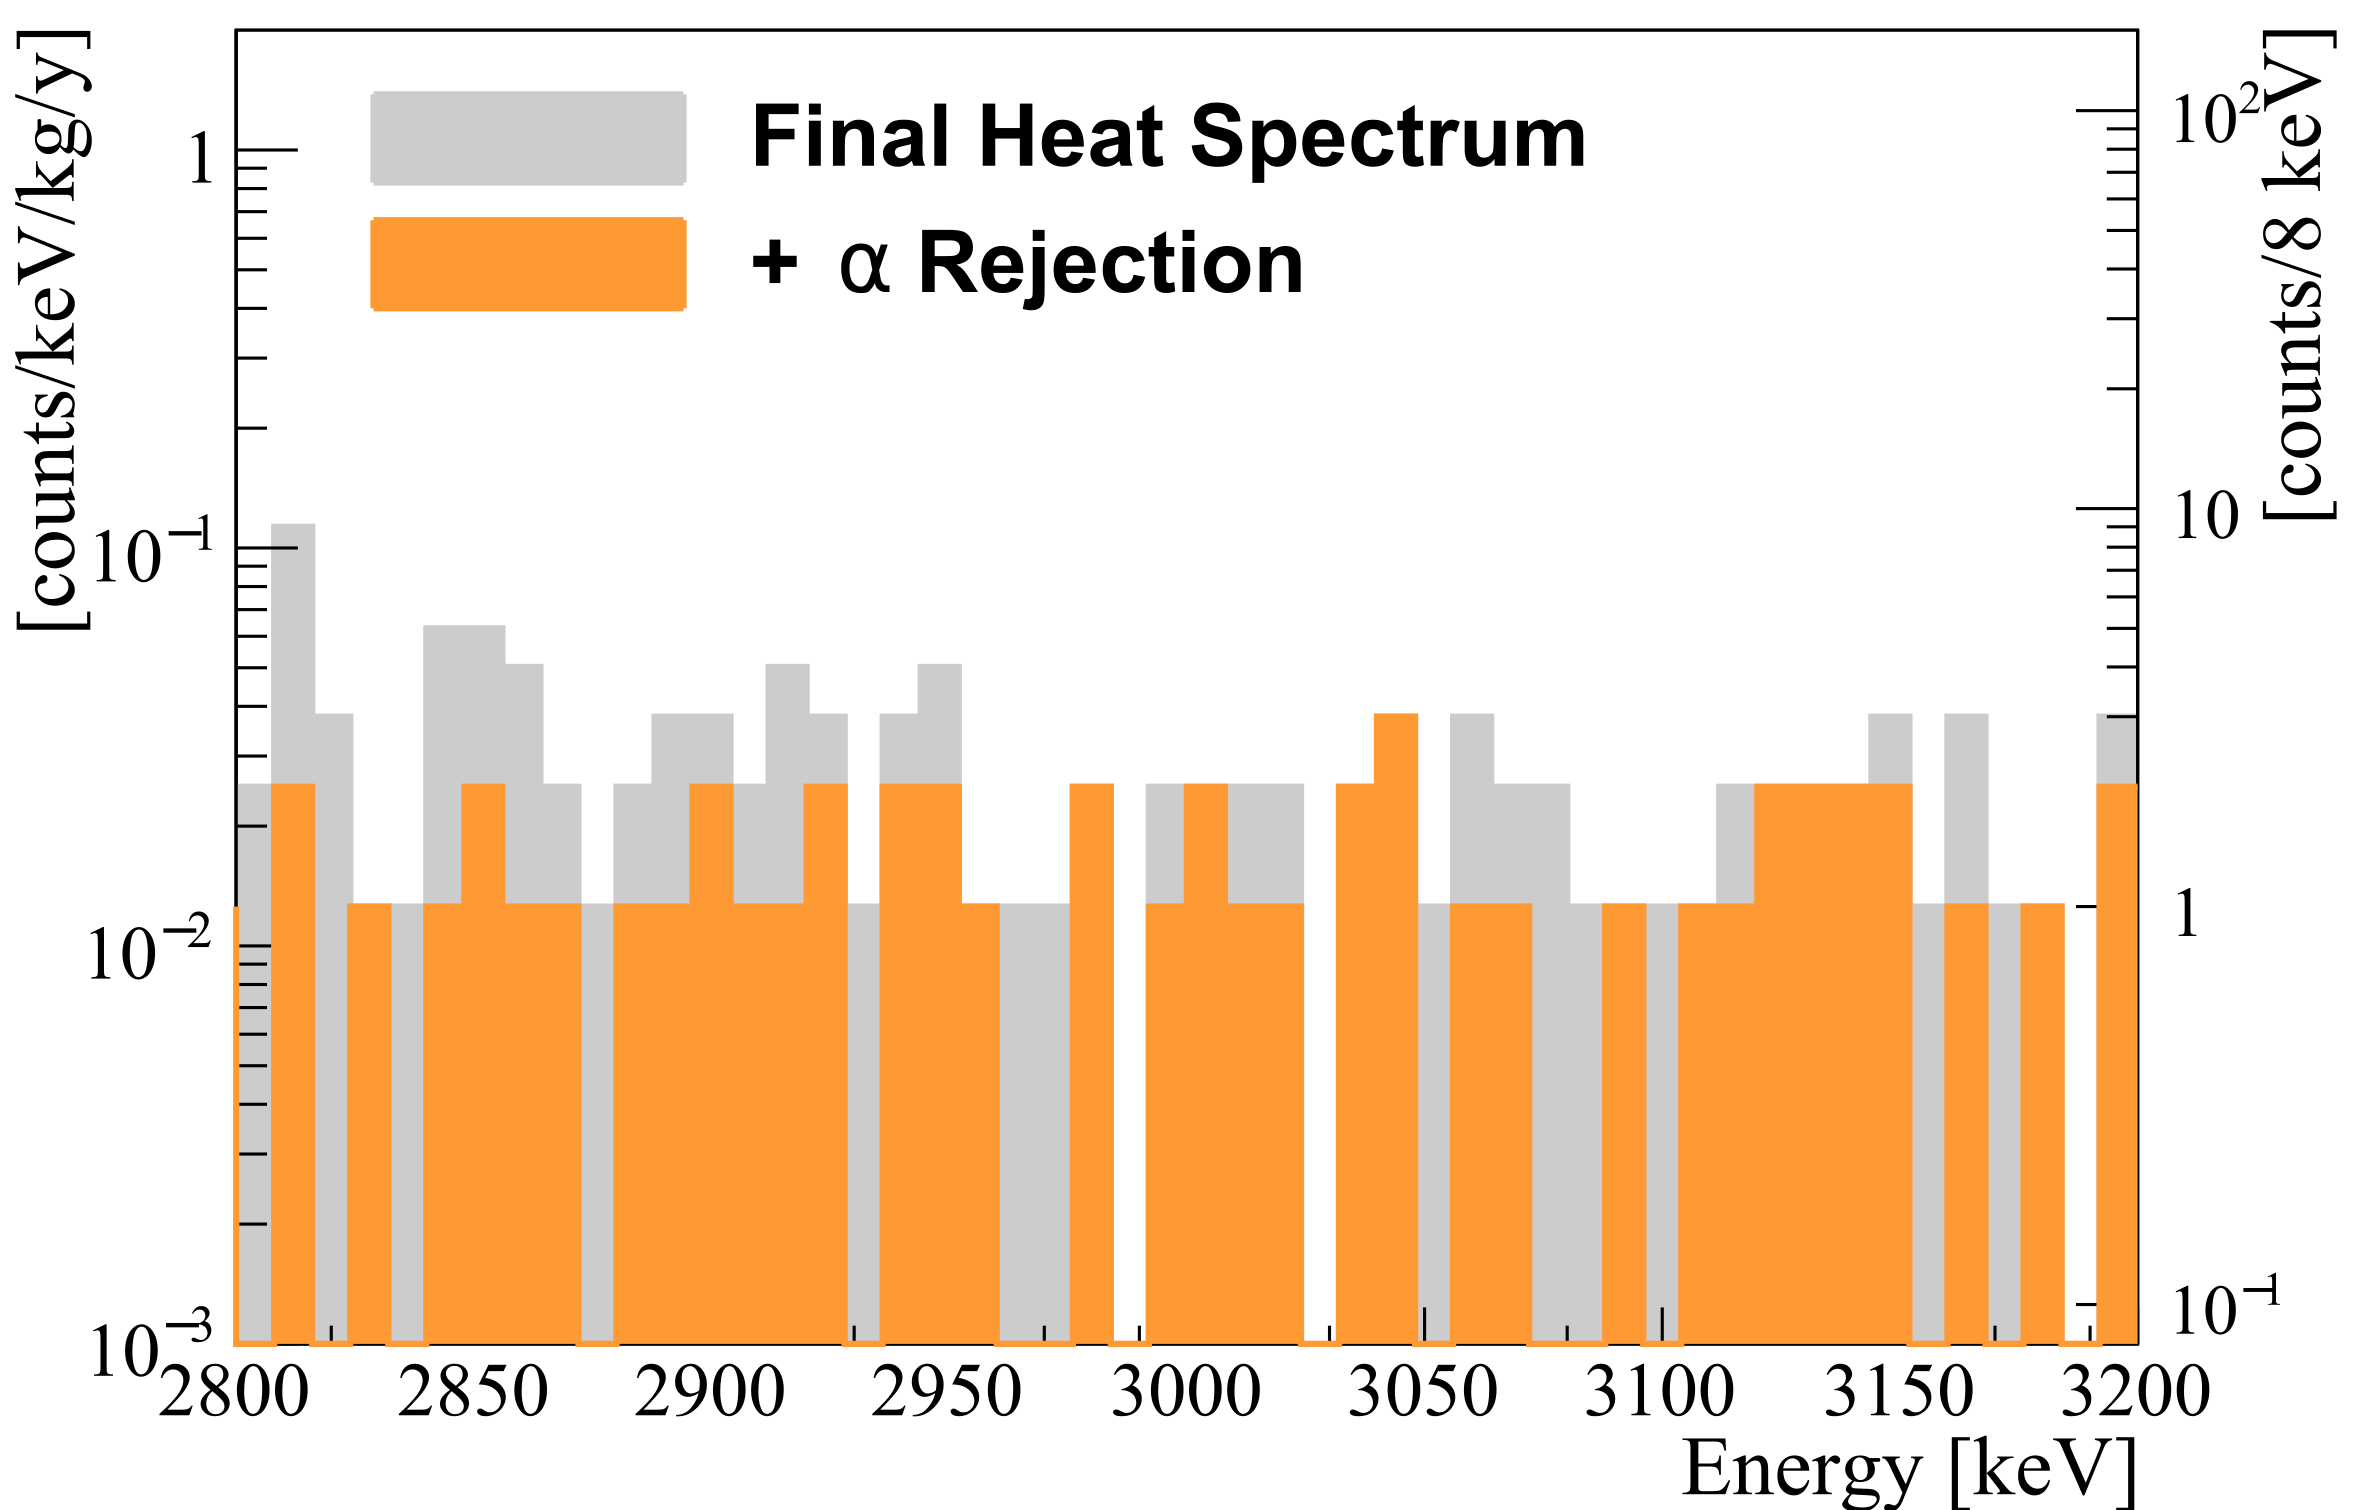 [counts/keV/kg/y]
[counts/8 keV]
Final Heat Spectrum
+ α Rejection
1
10⁻¹
10⁻²
10⁻³
10²
10
1
10⁻¹
2800 2850 2900 2950 3000 3050 3100 3150 3200
Energy [keV]